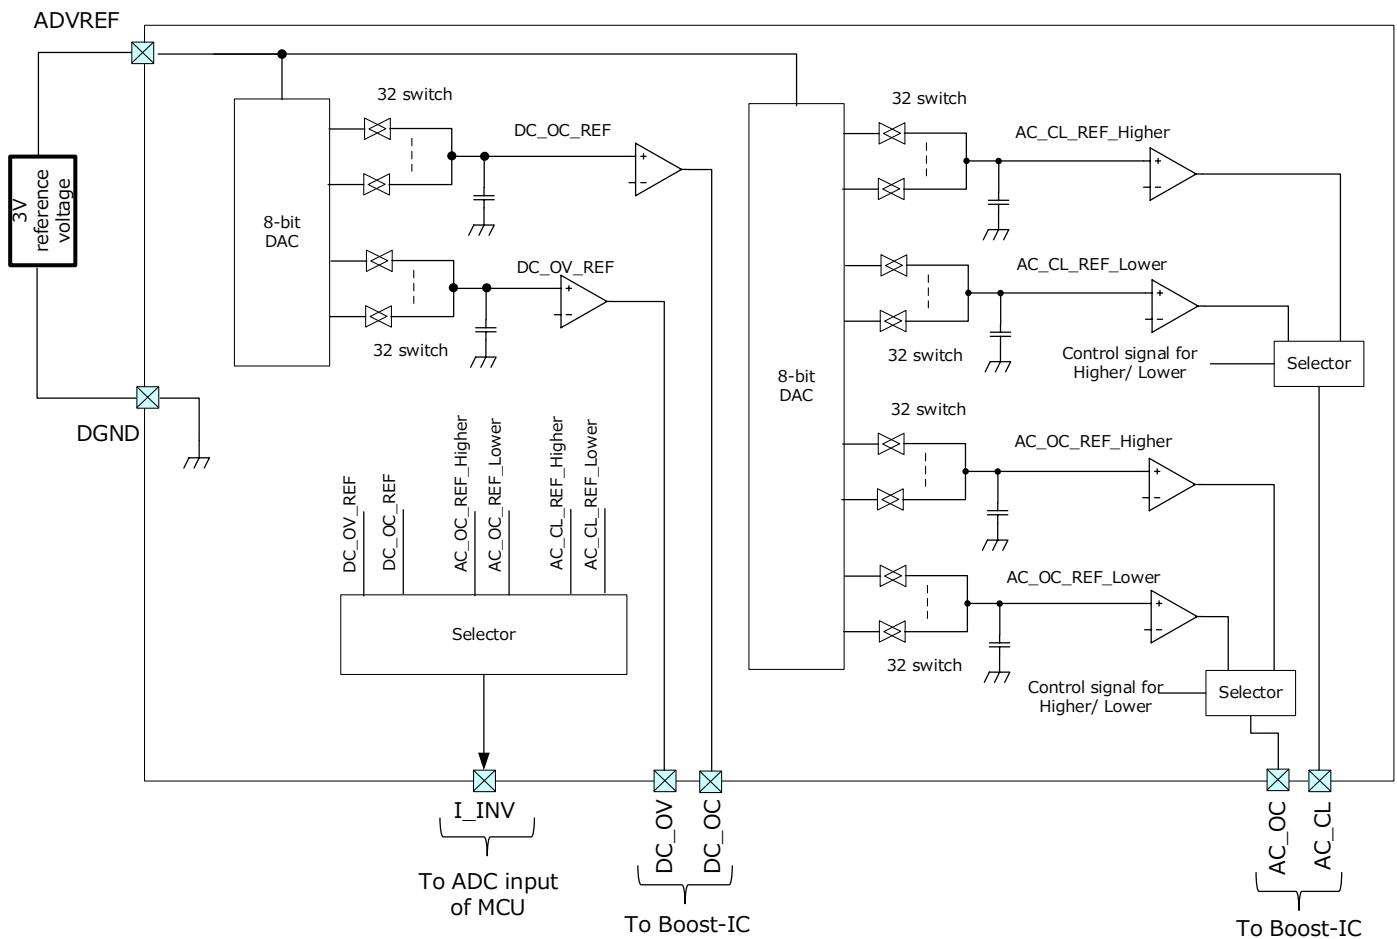 ADVREF
3V
reference
voltage
DGND
32 switch
DC_OC_REF
+
-
8-bit
DAC
DC_OV_REF
+
-
32 switch
32 switch
AC_CL_REF_Higher
+
-
AC_CL_REF_Lower
+
-
32 switch
Control signal for
Higher/ Lower
Selector
8-bit
DAC
32 switch
AC_OC_REF_Higher
+
-
AC_OC_REF_Lower
+
-
32 switch
Control signal for
Higher/ Lower
Selector
DC_OV_REF
DC_OC_REF
AC_OC_REF_Higher
AC_OC_REF_Lower
AC_CL_REF_Higher
AC_CL_REF_Lower
Selector
I_INV
To ADC input
of MCU
DC_OV
DC_OC
To Boost-IC
AC_OC
AC_CL
To Boost-IC